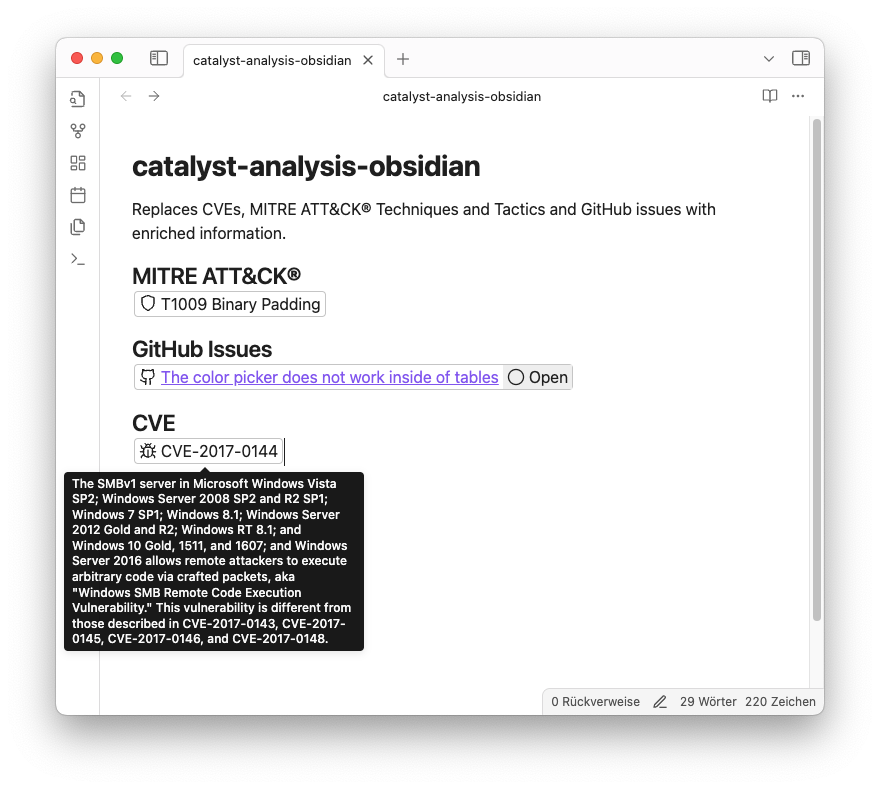 catalyst-analysis-obsidian
catalyst-analysis-obsidian
catalyst-analysis-obsidian
Replaces CVEs, MITRE ATT&CK® Techniques and Tactics and GitHub issues with
enriched information.
MITRE ATT&CK®
T1009 Binary Padding
GitHub Issues
The color picker does not work inside of tables Open
CVE
CVE-2017-0144
The SMBv1 server in Microsoft Windows Vista
SP2; Windows Server 2008 SP2 and R2 SP1;
Windows 7 SP1; Windows 8.1; Windows Server
2012 Gold and R2; Windows RT 8.1; and
Windows 10 Gold, 1511, and 1607; and Windows
Server 2016 allows remote attackers to execute
arbitrary code via crafted packets, aka
"Windows SMB Remote Code Execution
Vulnerability." This vulnerability is different from
those described in CVE-2017-0143, CVE-2017-
0145, CVE-2017-0146, and CVE-2017-0148.
0 Rückverweise 29 Wörter 220 Zeichen